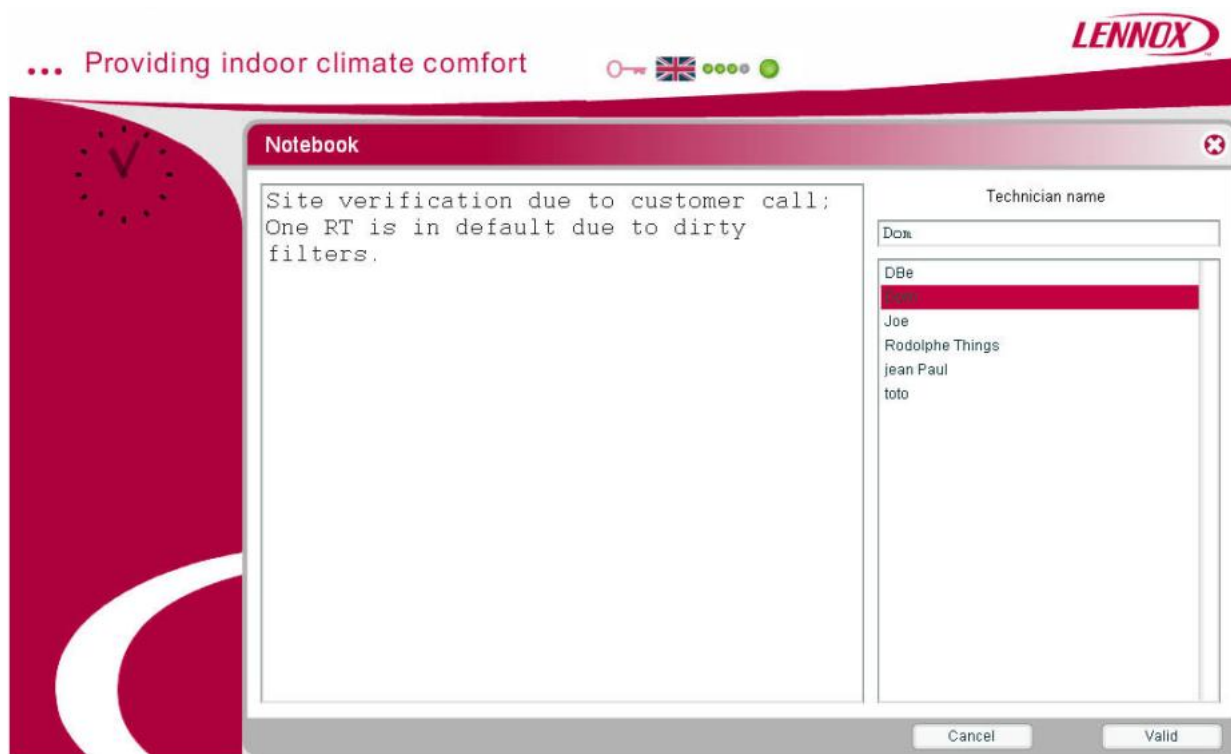 LENNOX
... Providing indoor climate comfort
Notebook
Site verification due to customer call;
One RT is in default due to dirty
filters.
Technician name
Dom
DBe
Dom
Joe
Rodolphe Things
jean Paul
toto
Cancel
Valid